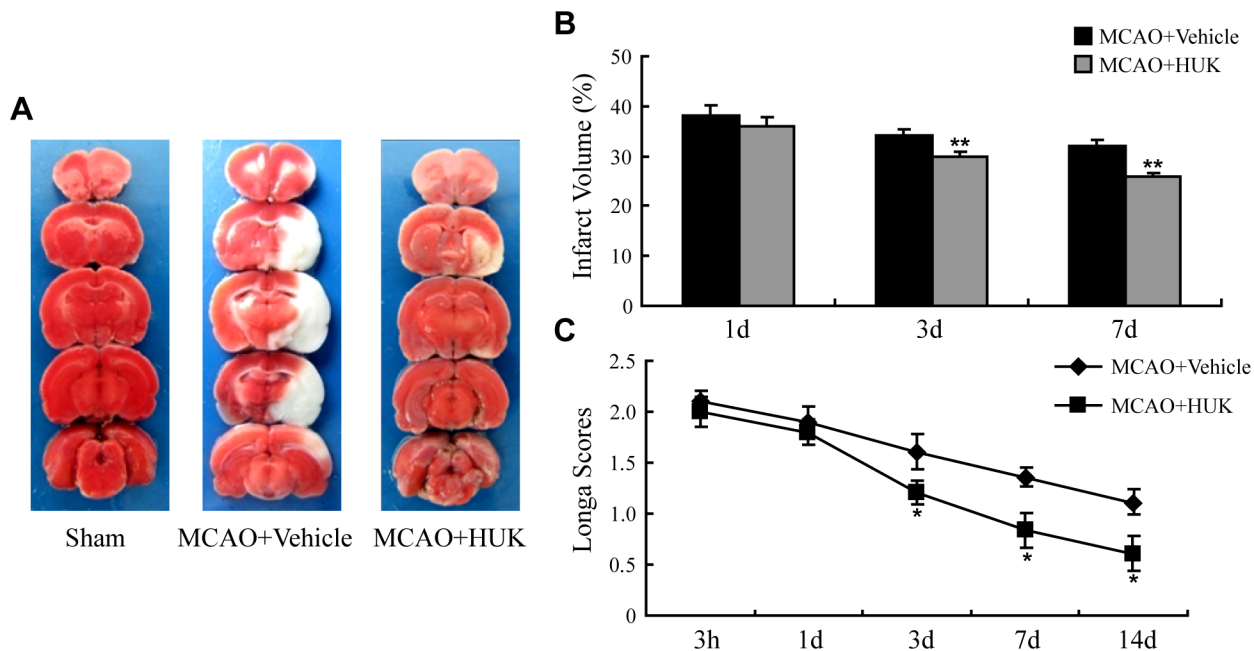 A
Sham
MCAO+Vehicle
MCAO+HUK
B
MCAO+Vehicle
MCAO+HUK
Infarct Volume (%)
50
40
30
20
10
0
**
**
1d
3d
7d
C
MCAO+Vehicle
MCAO+HUK
Longa Scores
2.5
2.0
1.5
1.0
0.5
0
*
*
*
3h
1d
3d
7d
14d